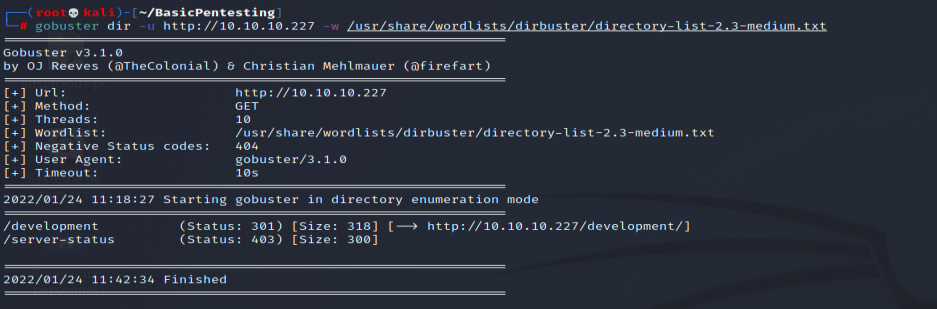 ┌──(root💀kali)-[~/BasicPentesting]
└─# gobuster dir -u http://10.10.10.227 -w /usr/share/wordlists/dirbuster/directory-list-2.3-medium.txt
===============================================================
Gobuster v3.1.0
by OJ Reeves (@TheColonial) & Christian Mehlmauer (@firefart)
===============================================================
[+] Url:                     http://10.10.10.227
[+] Method:                  GET
[+] Threads:                 10
[+] Wordlist:                /usr/share/wordlists/dirbuster/directory-list-2.3-medium.txt
[+] Negative Status codes:   404
[+] User Agent:              gobuster/3.1.0
[+] Timeout:                 10s
===============================================================
2022/01/24 11:18:27 Starting gobuster in directory enumeration mode
===============================================================
/development          (Status: 301) [Size: 318] [--> http://10.10.10.227/development/]
/server-status        (Status: 403) [Size: 300]
===============================================================
2022/01/24 11:42:34 Finished
===============================================================